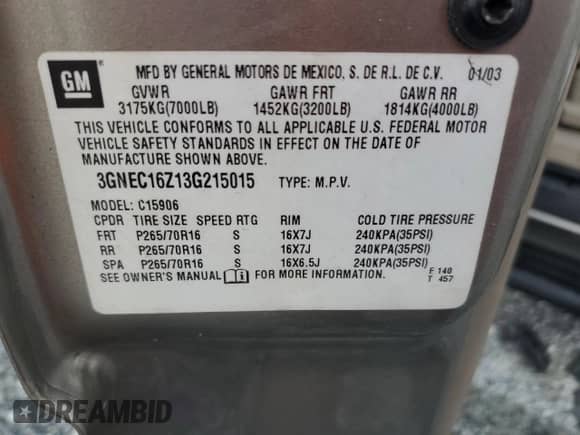 GM
MFD BY GENERAL MOTORS DE MEXICO, S. DE R.L. DE C.V. 01/03
GVWR GAWR FRT GAWR RR
3175KG(7000LB) 1452KG(3200LB) 1814KG(4000LB)
THIS VEHICLE CONFORMS TO ALL APPLICABLE U.S. FEDERAL MOTOR
VEHICLE SAFETY STANDARDS IN EFFECT ON THE DATE OF
MANUFACTURE SHOWN ABOVE.
3GNEC16Z13G215015 TYPE: M.P.V.
MODEL: C15906
CPDR TIRE SIZE SPEED RTG RIM COLD TIRE PRESSURE
FRT P265/70R16 S 16X7J 240KPA(35PSI)
RR P265/70R16 S 16X7J 240KPA(35PSI)
SPA P265/70R16 S 16X6.5J 240KPA(35PSI)
SEE OWNER'S MANUAL FOR MORE INFORMATION.
F 140
T 457
DREAMBID